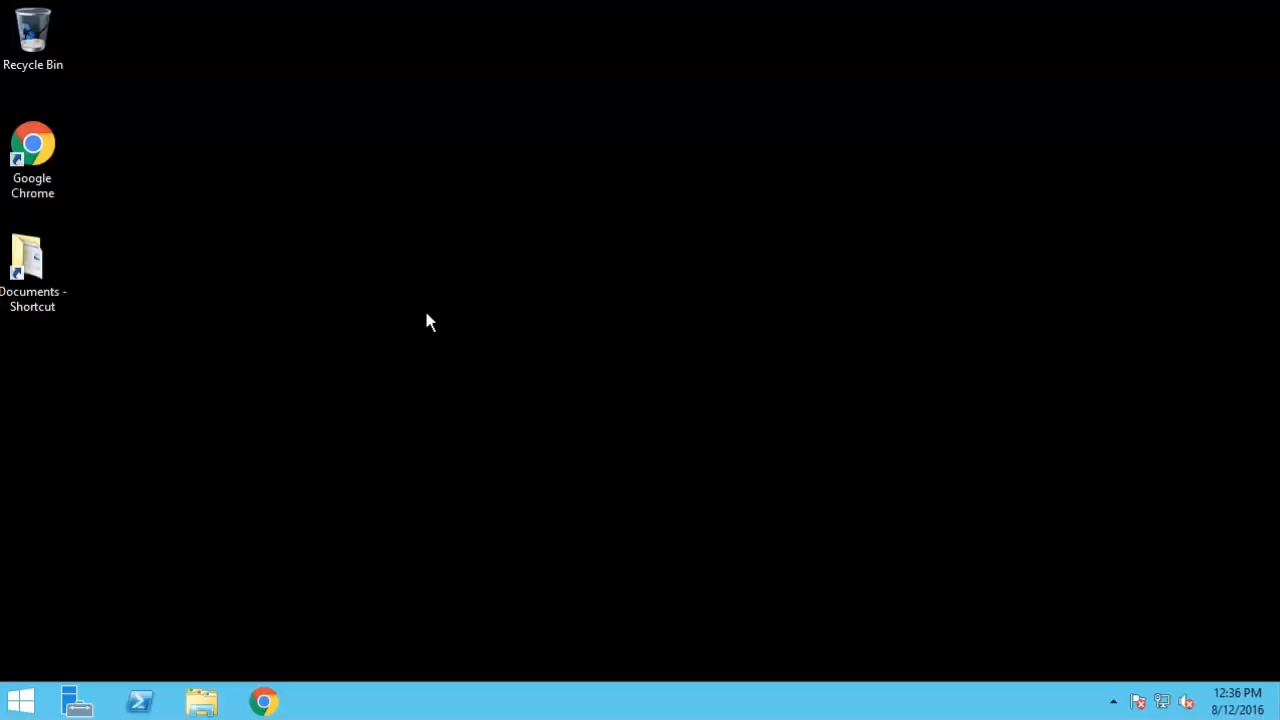 Recycle Bin
Google
Chrome
Documents -
Shortcut
12:36 PM
8/12/2016